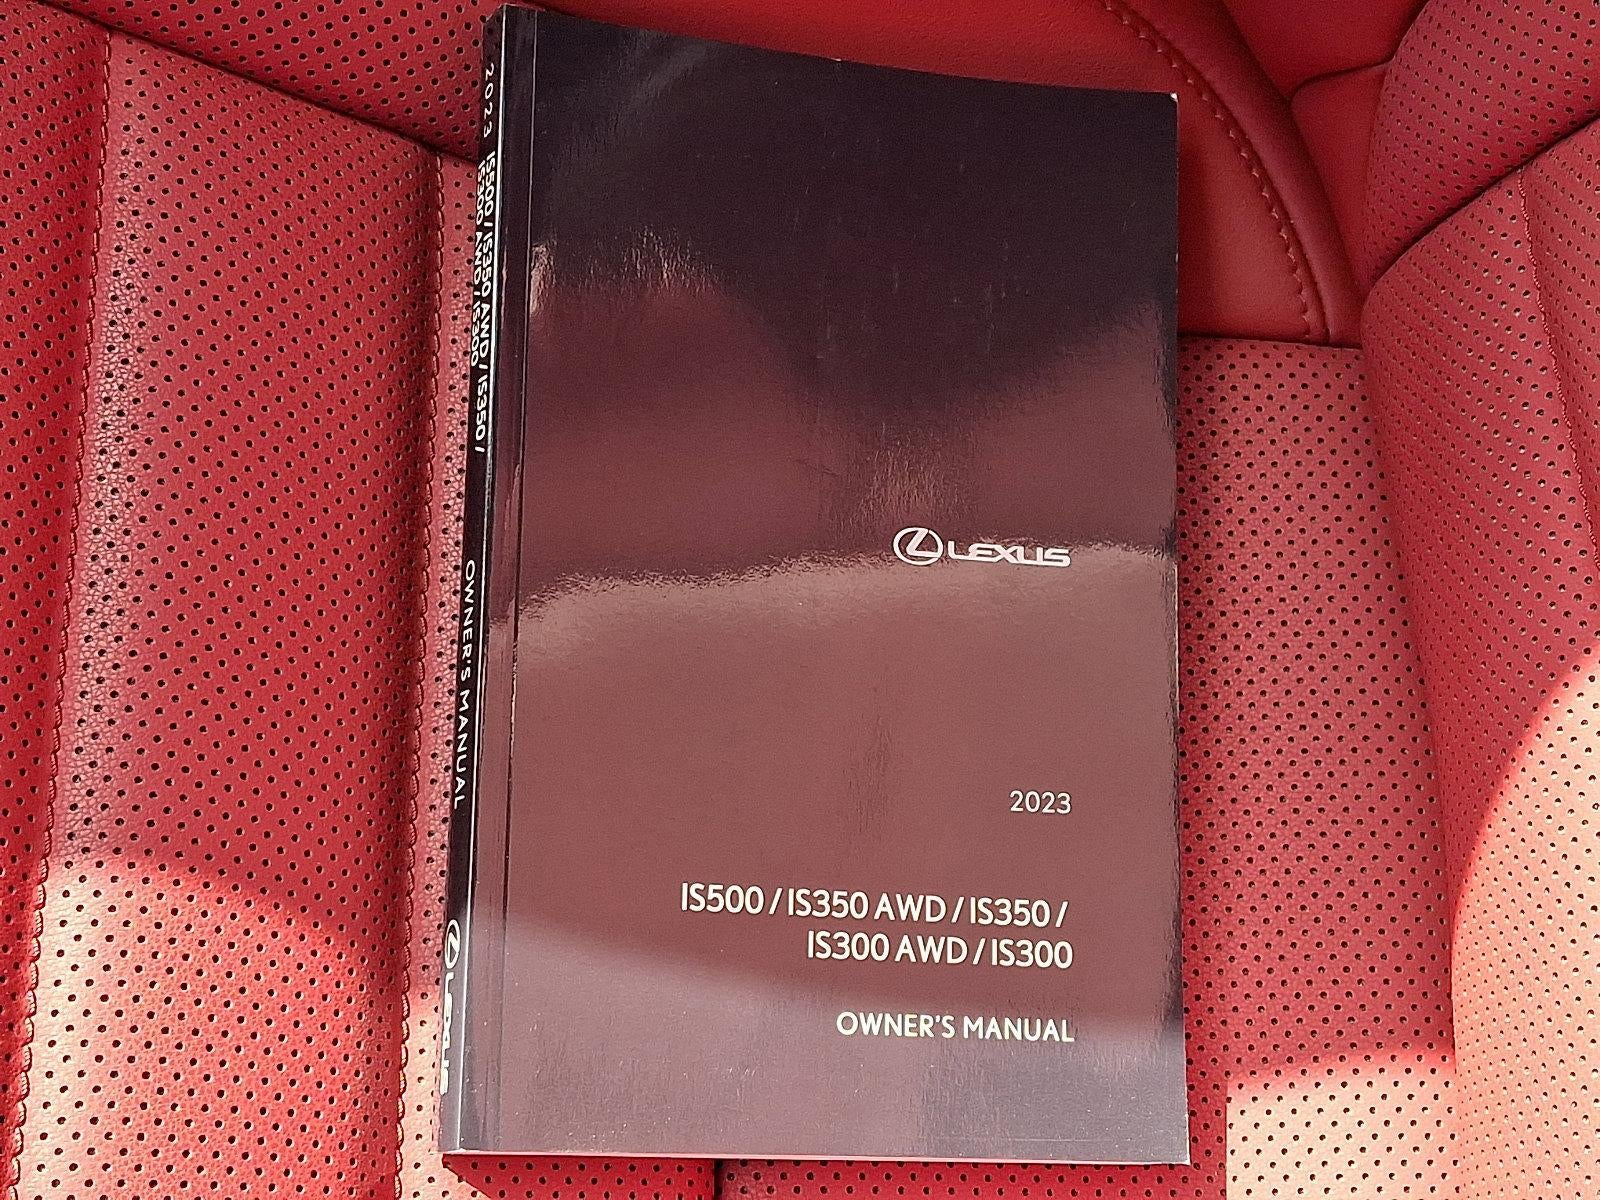 2023 IS500 / IS350 AWD / IS350 /
IS300 AWD / IS300
OWNER'S MANUAL
LEXUS
LEXUS
2023
IS500 / IS350 AWD / IS350 /
IS300 AWD / IS300
OWNER'S MANUAL